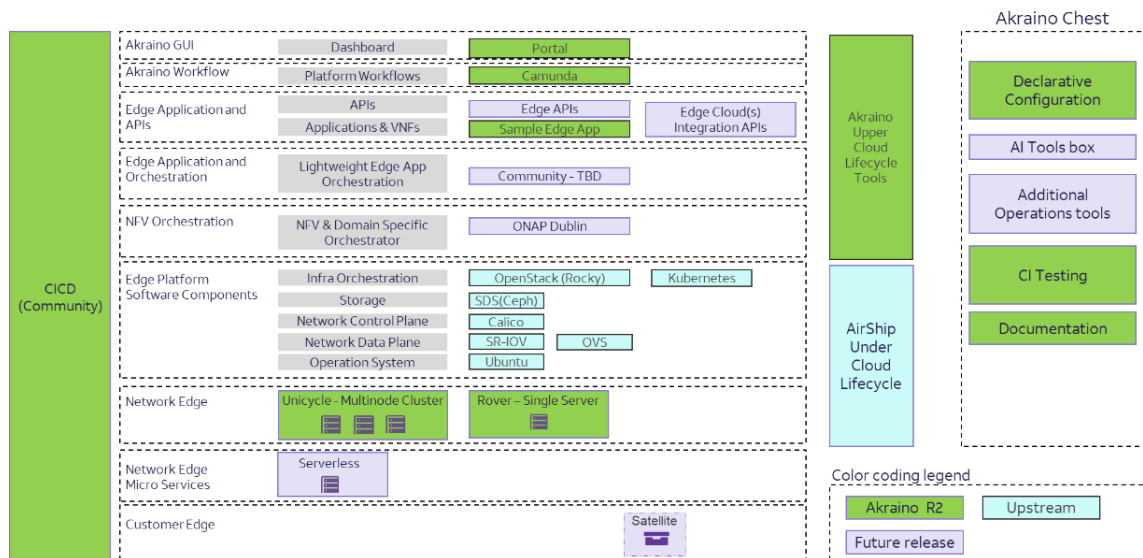 Akraino Chest
CICD
(Community)
Akraino GUI
Dashboard
Portal
Akraino Workflow
Platform Workflows
Camunda
Edge Application and
APIs
APIs
Edge APIs
Applications & VNFs
Sample Edge App
Edge Cloud(s)
Integration APIs
Edge Application and
Orchestration
Lightweight Edge App
Orchestration
Community - TBD
NFV Orchestration
NFV & Domain Specific
Orchestrator
ONAP Dublin
Edge Platform
Software Components
Infra Orchestration
OpenStack (Rocky)
Kubernetes
Storage
SDS(Ceph)
Network Control Plane
Calico
Network Data Plane
SR-IOV
OVS
Operation System
Ubuntu
Network Edge
Unicycle - Multinode Cluster
Rover – Single Server
Network Edge
Micro Services
Serverless
Customer Edge
Satellite
Akraino
Upper
Cloud
Lifecycle
Tools
AirShip
Under
Cloud
Lifecycle
Declarative
Configuration
AI Tools box
Additional
Operations tools
CI Testing
Documentation
Color coding legend
Akraino R2
Upstream
Future release